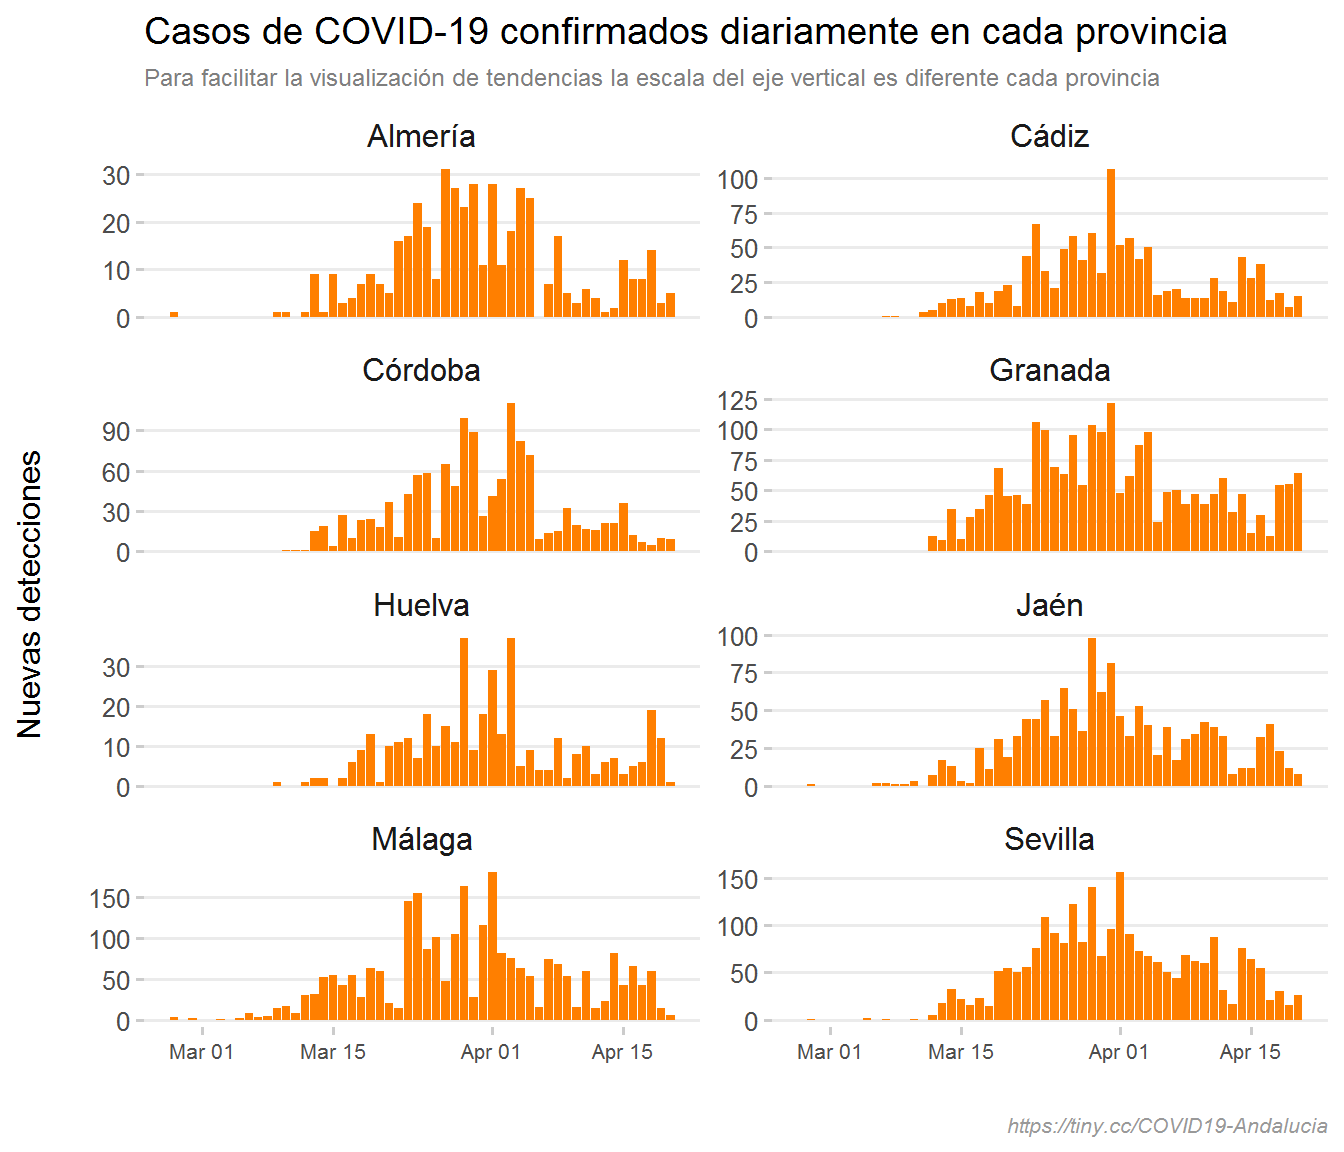 Casos de COVID-19 confirmados diariamente en cada provincia
Para facilitar la visualización de tendencias la escala del eje vertical es diferente cada provincia
Nuevas detecciones
Almería
30
20
10
0
Cádiz
100
75
50
25
0
Córdoba
90
60
30
0
Granada
125
100
75
50
25
0
Huelva
30
20
10
0
Jaén
100
75
50
25
0
Málaga
150
100
50
0
Mar 01 Mar 15 Apr 01 Apr 15
Sevilla
150
100
50
0
Mar 01 Mar 15 Apr 01 Apr 15
https://tiny.cc/COVID19-Andalucia